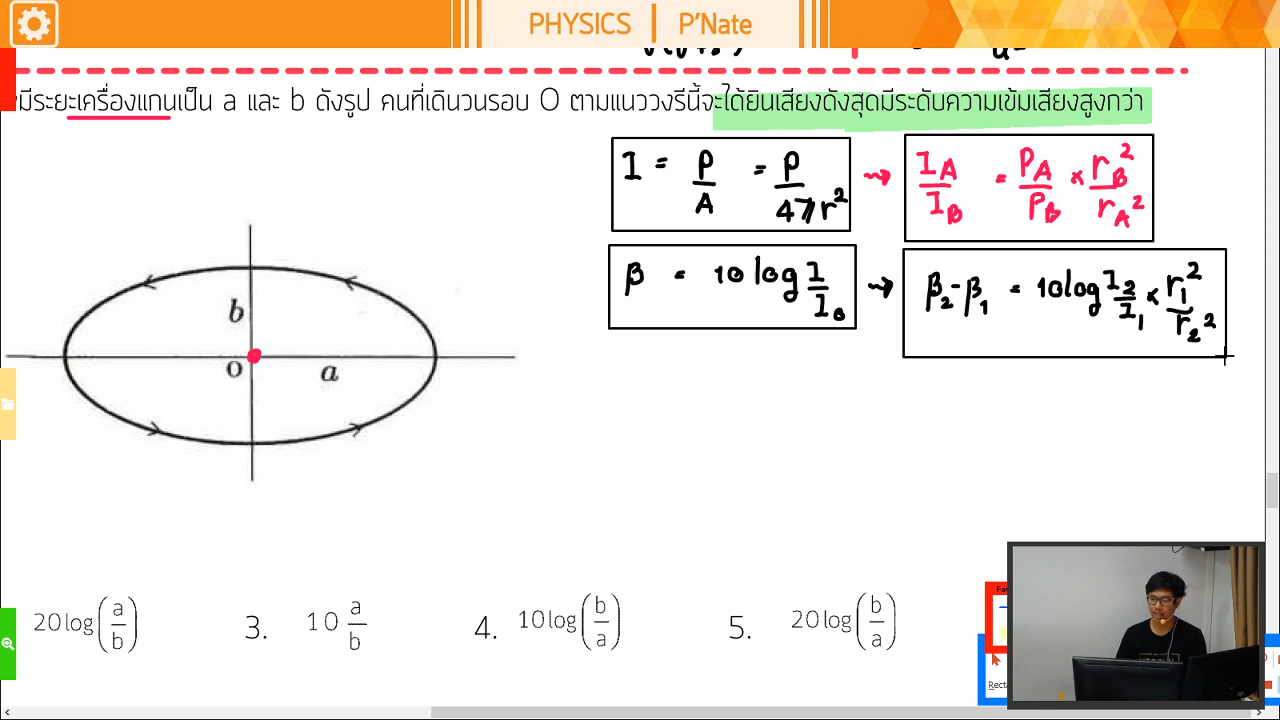 PHYSICS | P'Nate
มีระยะเครื่องแกนเป็น a และ b ดังรูป คนที่เดินวนรอบ O ตามแนววงรีนี้จะได้ยินเสียงดังสุดมีระดับความเข้มเสียงสูงกว่า
I = P/A = P/4πr² → I_A/I_B = P_A/P_B × r_B²/r_A²
β = 10 log I/I₀ → β₂-β₁ = 10 log I₂/I₁ × r₁²/r₂²
b
O a
20 log(a/b) 3. 10 a/b 4. 10 log(b/a) 5. 20 log(b/a)